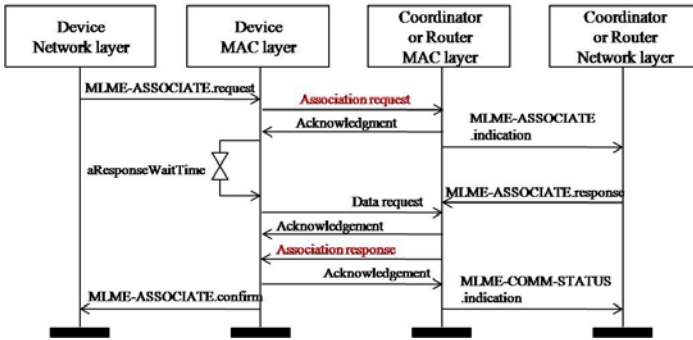 Device
Network layer
Device
MAC layer
Coordinator
or Router
MAC layer
Coordinator
or Router
Network layer
MLME-ASSOCIATE.request
Association request
Acknowledgment
MLME-ASSOCIATE
.indication
aResponseWaitTime
MLME-ASSOCIATE.response
Data request
Acknowledgement
Association response
Acknowledgement
MLME-ASSOCIATE.confirm
MLME-COMM-STATUS
.indication